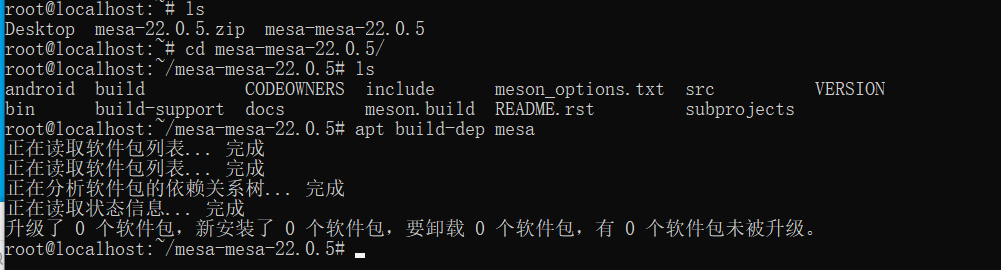 root@localhost:~# ls
Desktop  mesa-22.0.5.zip  mesa-mesa-22.0.5
root@localhost:~# cd mesa-mesa-22.0.5/
root@localhost:~/mesa-mesa-22.0.5# ls
android  build          CODEOWNERS  include      meson_options.txt  src          VERSION
bin      build-support  docs        meson.build  README.rst         subprojects
root@localhost:~/mesa-mesa-22.0.5# apt build-dep mesa
正在读取软件包列表... 完成
正在读取软件包列表... 完成
正在分析软件包的依赖关系树... 完成
正在读取状态信息... 完成
升级了 0 个软件包，新安装了 0 个软件包，要卸载 0 个软件包，有 0 个软件包未被升级。
root@localhost:~/mesa-mesa-22.0.5#